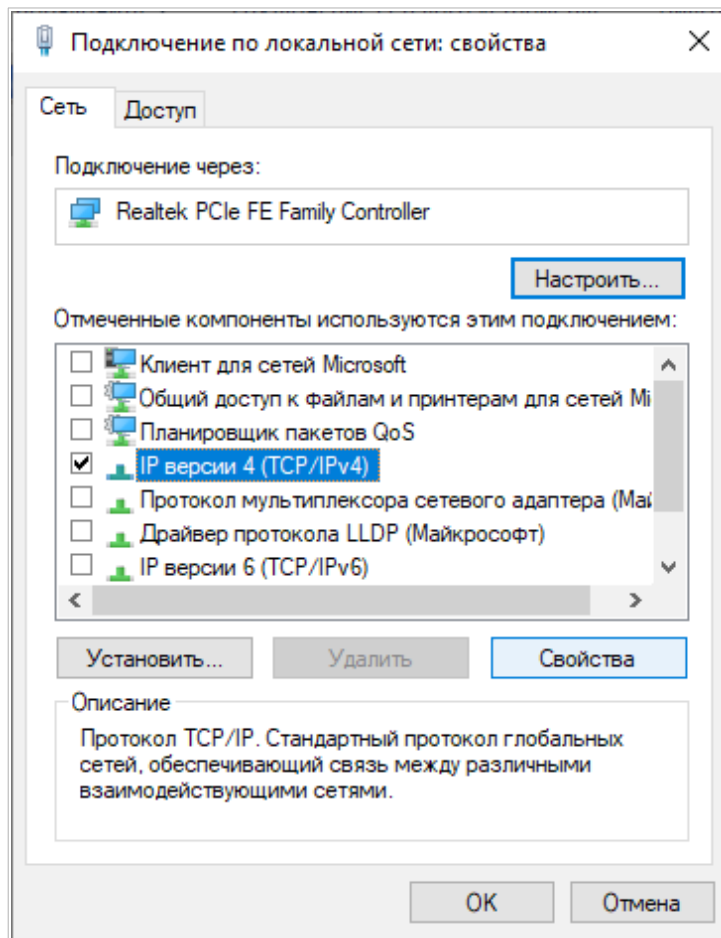 Подключение по локальной сети: свойства
Сеть
Доступ
Подключение через:
Realtek PCIe FE Family Controller
Настроить...
Отмеченные компоненты используются этим подключением:
Клиент для сетей Microsoft
Общий доступ к файлам и принтерам для сетей Mi
Планировщик пакетов QoS
IP версии 4 (TCP/IPv4)
Протокол мультиплексора сетевого адаптера (Май
Драйвер протокола LLDP (Майкрософт)
IP версии 6 (TCP/IPv6)
Установить...
Удалить
Свойства
Описание
Протокол TCP/IP. Стандартный протокол глобальных
сетей, обеспечивающий связь между различными
взаимодействующими сетями.
OK
Отмена